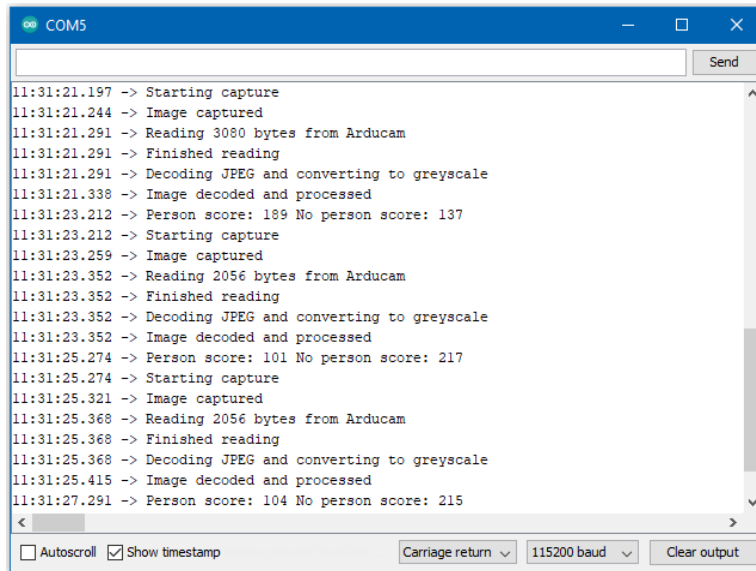 COM5
Send
11:31:21.197 -> Starting capture
11:31:21.244 -> Image captured
11:31:21.291 -> Reading 3080 bytes from Arducam
11:31:21.291 -> Finished reading
11:31:21.291 -> Decoding JPEG and converting to greyscale
11:31:21.338 -> Image decoded and processed
11:31:23.212 -> Person score: 189 No person score: 137
11:31:23.212 -> Starting capture
11:31:23.259 -> Image captured
11:31:23.352 -> Reading 2056 bytes from Arducam
11:31:23.352 -> Finished reading
11:31:23.352 -> Decoding JPEG and converting to greyscale
11:31:23.352 -> Image decoded and processed
11:31:25.274 -> Person score: 101 No person score: 217
11:31:25.274 -> Starting capture
11:31:25.321 -> Image captured
11:31:25.368 -> Reading 2056 bytes from Arducam
11:31:25.368 -> Finished reading
11:31:25.368 -> Decoding JPEG and converting to greyscale
11:31:25.415 -> Image decoded and processed
11:31:27.291 -> Person score: 104 No person score: 215
Autoscroll Show timestamp Carriage return 115200 baud Clear output